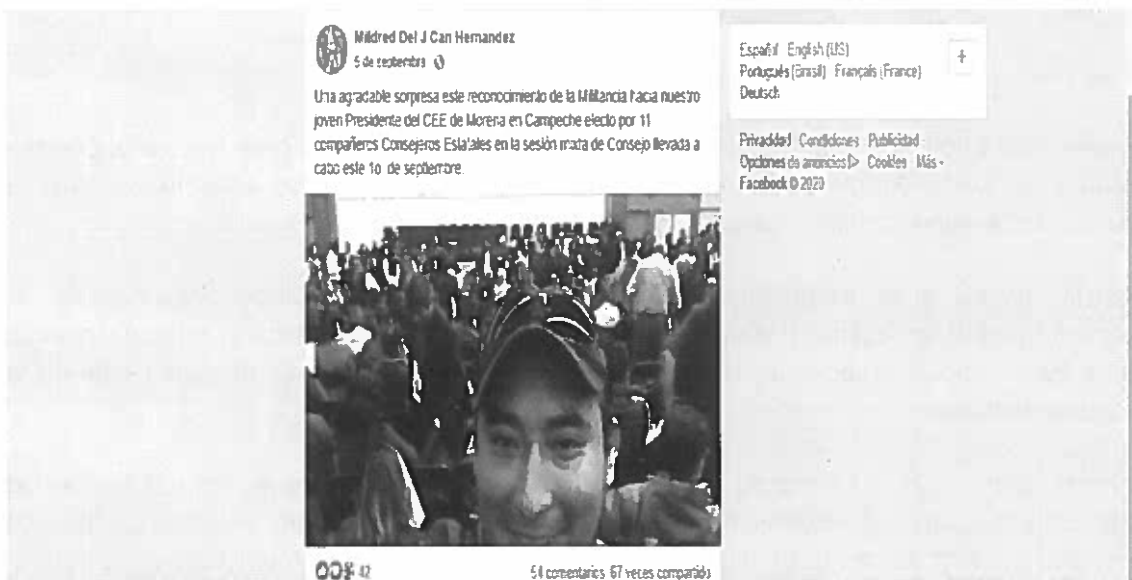 Mildred Del J Can Hernandez
5 de septiembre
Una agradable sorpresa este reconocimiento de la Militancia hacia nuestro
joven Presidente del CEE de Morena en Campeche electo por 11
compañeros Consejeros Estatales en la sesión mixta de Consejo llevada a
cabo este 1o. de septiembre.
42
54 comentarios 67 veces compartido
Español English (US)
Português (Brasil) Français (France)
Deutsch
+
Privacidad Condiciones Publicidad
Opciones de anuncios Cookies Más
Facebook © 2020